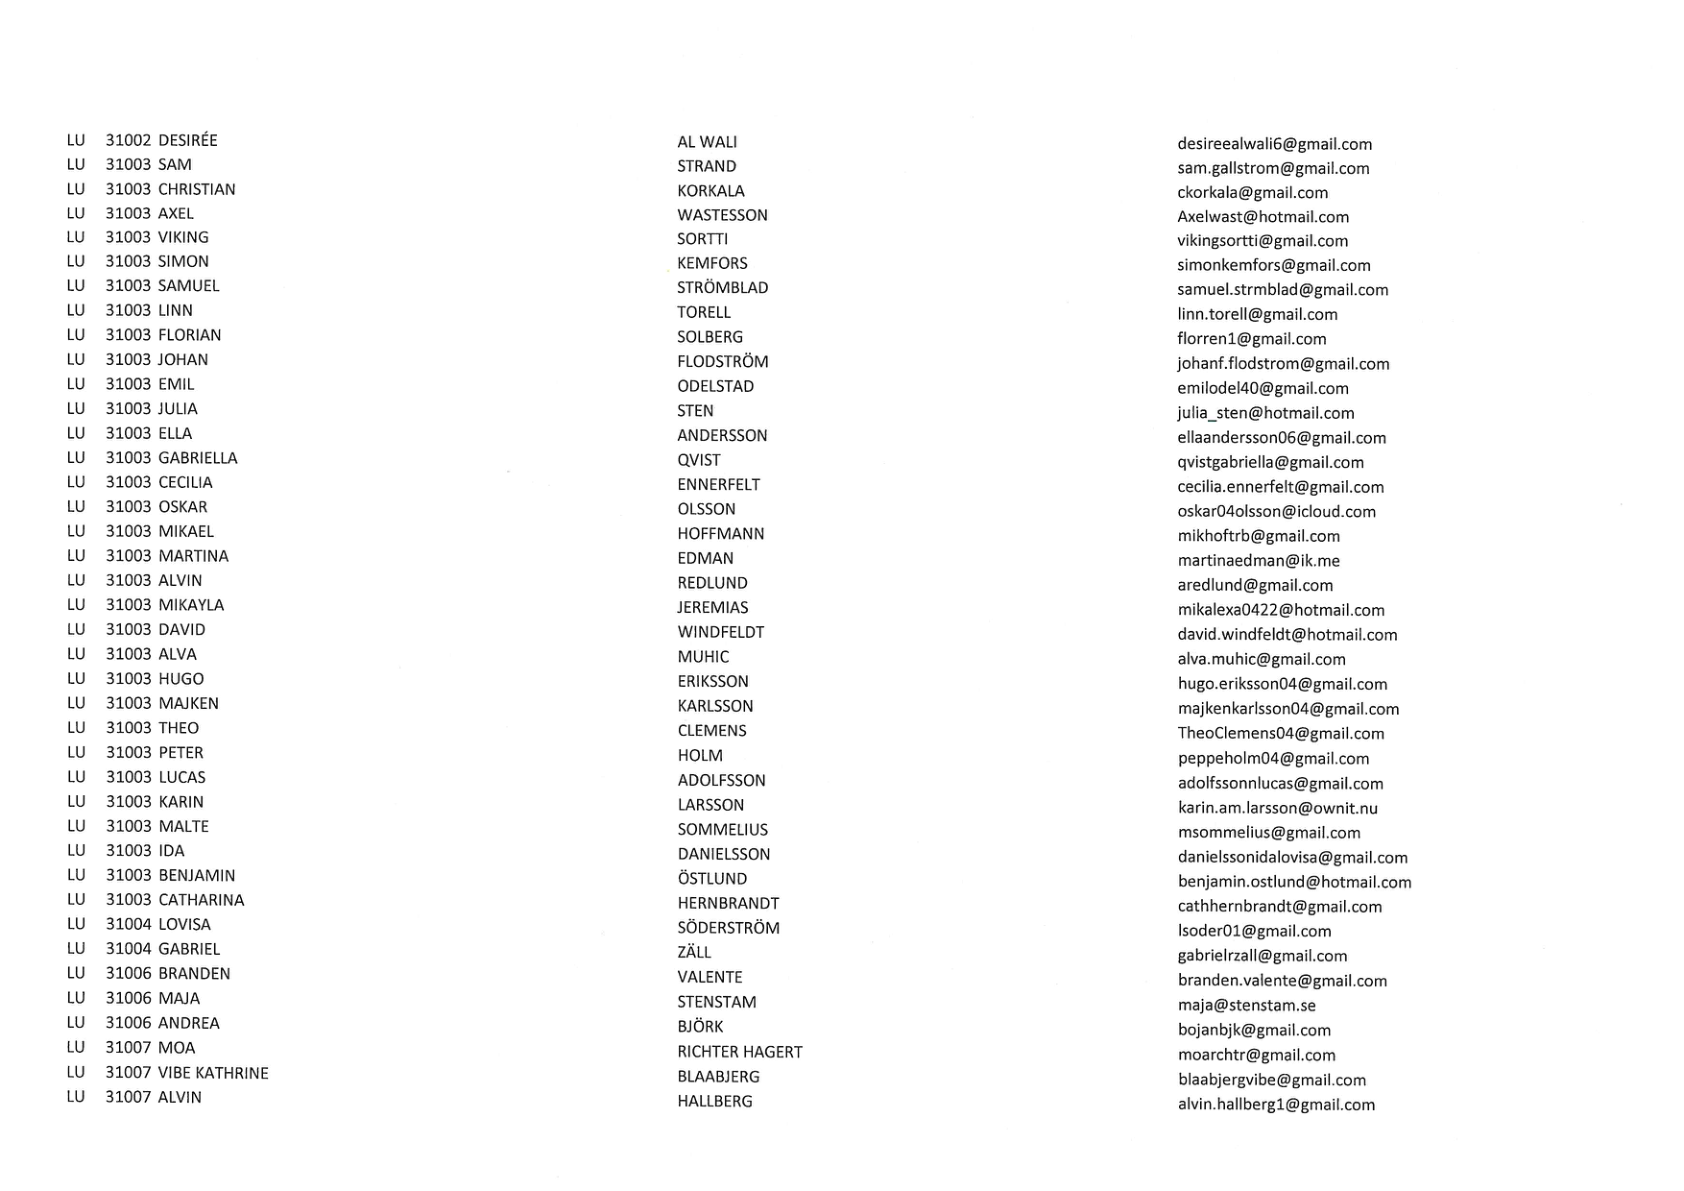 LU 31002 DESIRÉE AL WALI desireealwali6@gmail.com
LU 31003 SAM STRAND sam.gallstrom@gmail.com
LU 31003 CHRISTIAN KORKALA ckorkala@gmail.com
LU 31003 AXEL WASTESSON Axelwast@hotmail.com
LU 31003 VIKING SORTTI vikingsortti@gmail.com
LU 31003 SIMON KEMFORS simonkemfors@gmail.com
LU 31003 SAMUEL STRÖMBLAD samuel.strmblad@gmail.com
LU 31003 LINN TORELL linn.torell@gmail.com
LU 31003 FLORIAN SOLBERG florren1@gmail.com
LU 31003 JOHAN FLODSTRÖM johanf.flodstrom@gmail.com
LU 31003 EMIL ODELSTAD emilodel40@gmail.com
LU 31003 JULIA STEN julia_sten@hotmail.com
LU 31003 ELLA ANDERSSON ellaandersson06@gmail.com
LU 31003 GABRIELLA QVIST qvistgabriella@gmail.com
LU 31003 CECILIA ENNERFELT cecilia.ennerfelt@gmail.com
LU 31003 OSKAR OLSSON oskar04olsson@icloud.com
LU 31003 MIKAEL HOFFMANN mikhoftrb@gmail.com
LU 31003 MARTINA EDMAN martinaedman@ik.me
LU 31003 ALVIN REDLUND aredlund@gmail.com
LU 31003 MIKAYLA JEREMIAS mikalexa0422@hotmail.com
LU 31003 DAVID WINDFELDT david.windfeldt@hotmail.com
LU 31003 ALVA MUHIC alva.muhic@gmail.com
LU 31003 HUGO ERIKSSON hugo.eriksson04@gmail.com
LU 31003 MAJKEN KARLSSON majkenkarlsson04@gmail.com
LU 31003 THEO CLEMENS TheoClemens04@gmail.com
LU 31003 PETER HOLM peppeholm04@gmail.com
LU 31003 LUCAS ADOLFSSON adolfssonnlucas@gmail.com
LU 31003 KARIN LARSSON karin.am.larsson@ownit.nu
LU 31003 MALTE SOMMELIUS msommelius@gmail.com
LU 31003 IDA DANIELSSON danielssonidalovisa@gmail.com
LU 31003 BENJAMIN ÖSTLUND benjamin.ostlund@hotmail.com
LU 31003 CATHARINA HERNBRANDT cathhernbrandt@gmail.com
LU 31004 LOVISA SÖDERSTRÖM lsoder01@gmail.com
LU 31004 GABRIEL ZÄLL gabrielrzall@gmail.com
LU 31006 BRANDEN VALENTE branden.valente@gmail.com
LU 31006 MAJA STENSTAM maja@stenstam.se
LU 31006 ANDREA BJÖRK bojanbjk@gmail.com
LU 31007 MOA RICHTER HAGERT moarchtr@gmail.com
LU 31007 VIBE KATHRINE BLAABJERG blaabjergvibe@gmail.com
LU 31007 ALVIN HALLBERG alvin.hallberg1@gmail.com